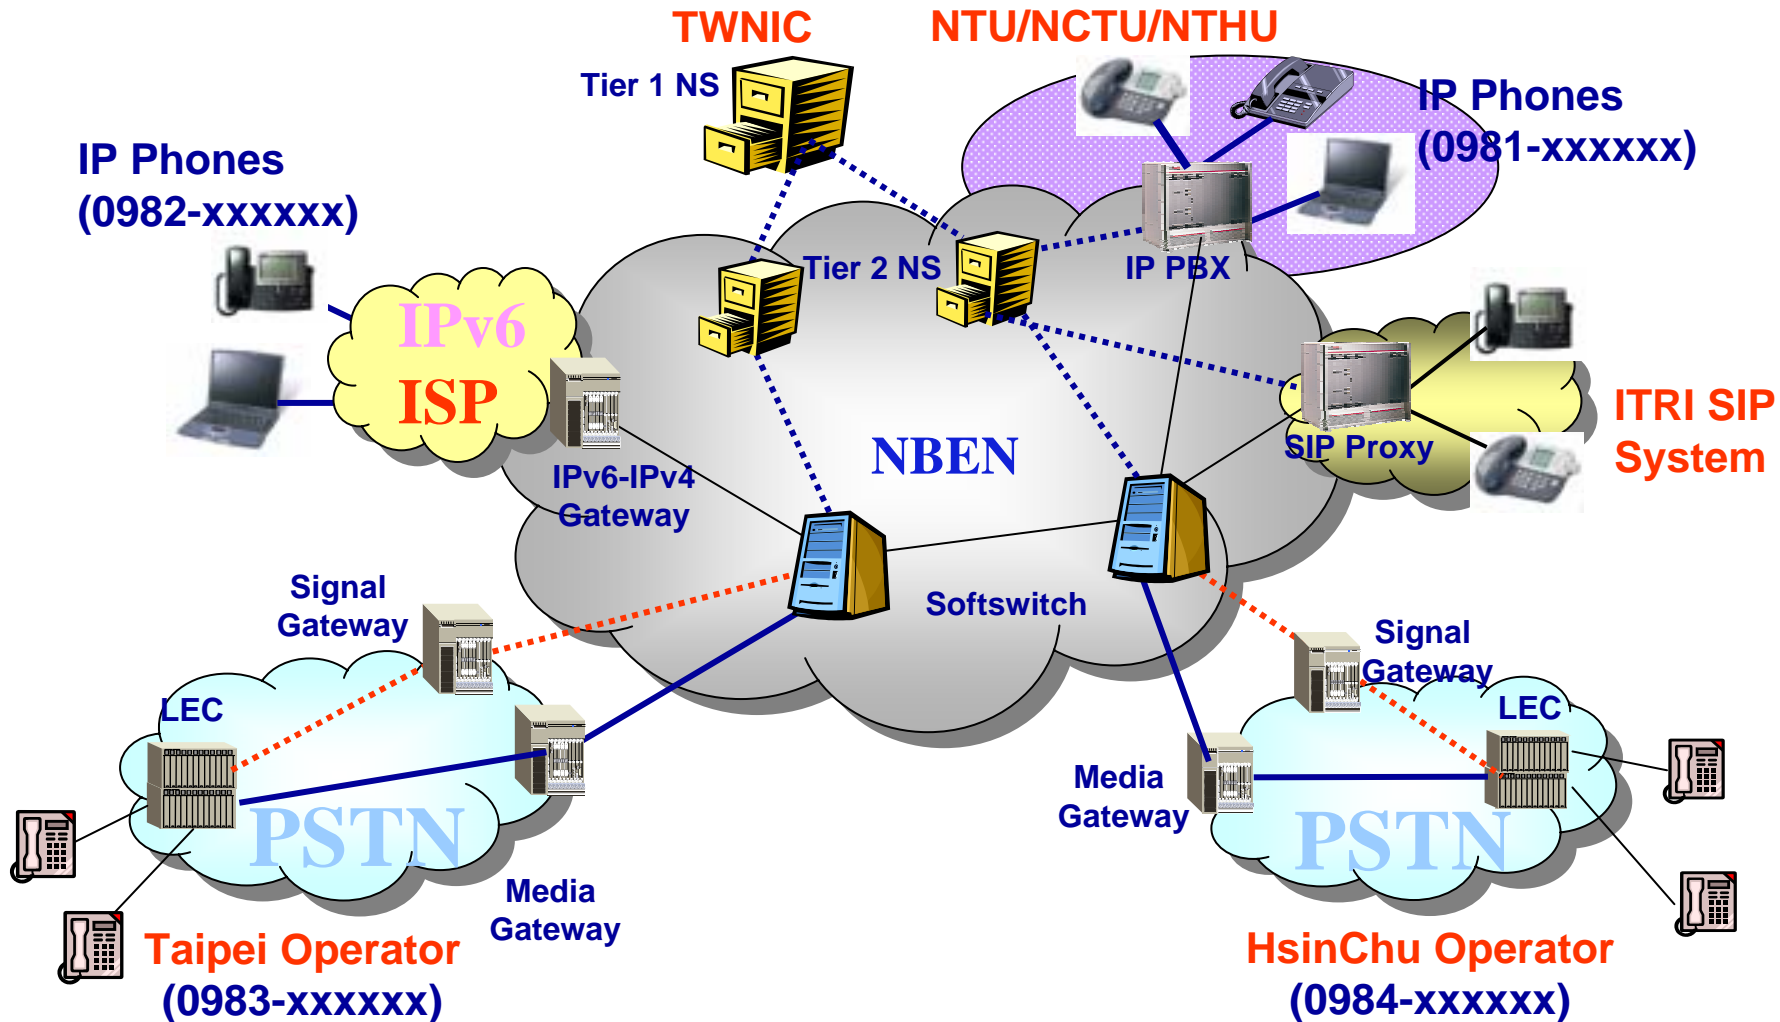 TWNIC
NTU/NCTU/NTHU
Tier 1 NS
IP Phones
(0981-xxxxxx)
IP Phones
(0982-xxxxxx)
Tier 2 NS
IP PBX
IPv6
ISP
NBEN
SIP Proxy
ITRI SIP
System
IPv6-IPv4
Gateway
Signal
Gateway
Softswitch
Signal
Gateway
LEC
LEC
Media
Gateway
PSTN
PSTN
Media
Gateway
Taipei Operator
(0983-xxxxxx)
HsinChu Operator
(0984-xxxxxx)